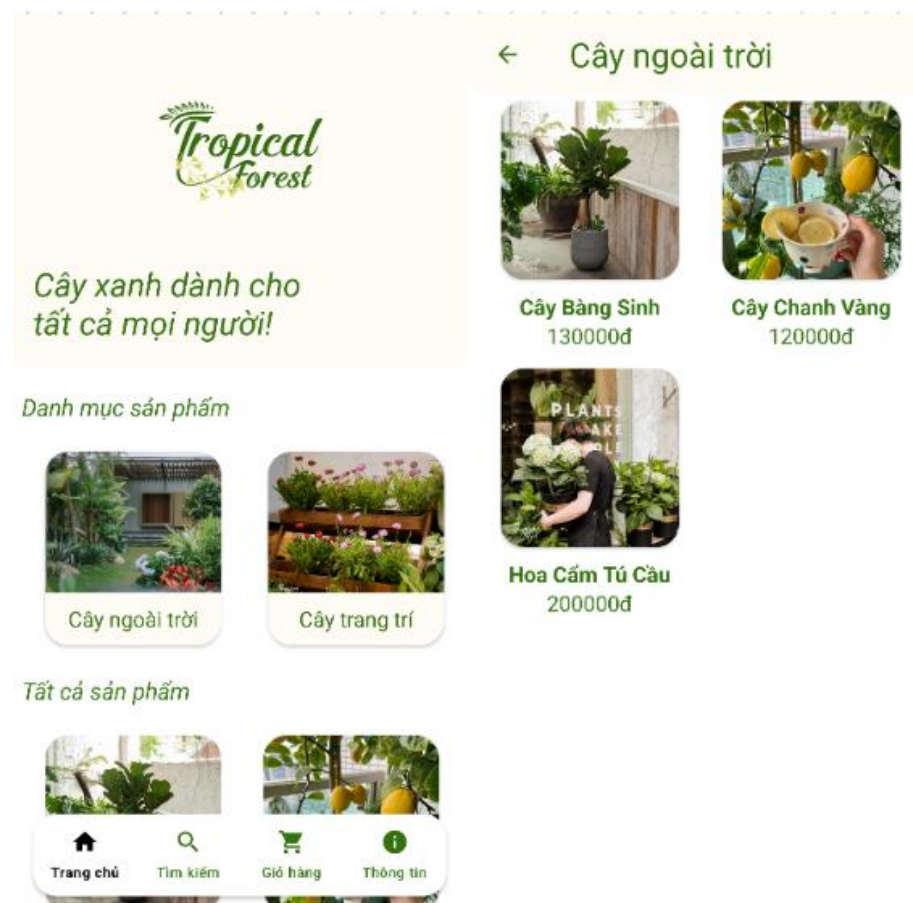 Tropical
Forest
Cây xanh dành cho
tất cả mọi người!
Danh mục sản phẩm
Cây ngoài trời
Cây trang trí
Tất cả sản phẩm
Trang chủ
Tìm kiếm
Giỏ hàng
Thông tin
Cây ngoài trời
Cây Bàng Sinh
130000đ
Cây Chanh Vàng
120000đ
PLANTS
Hoa Cẩm Tú Cầu
200000đ